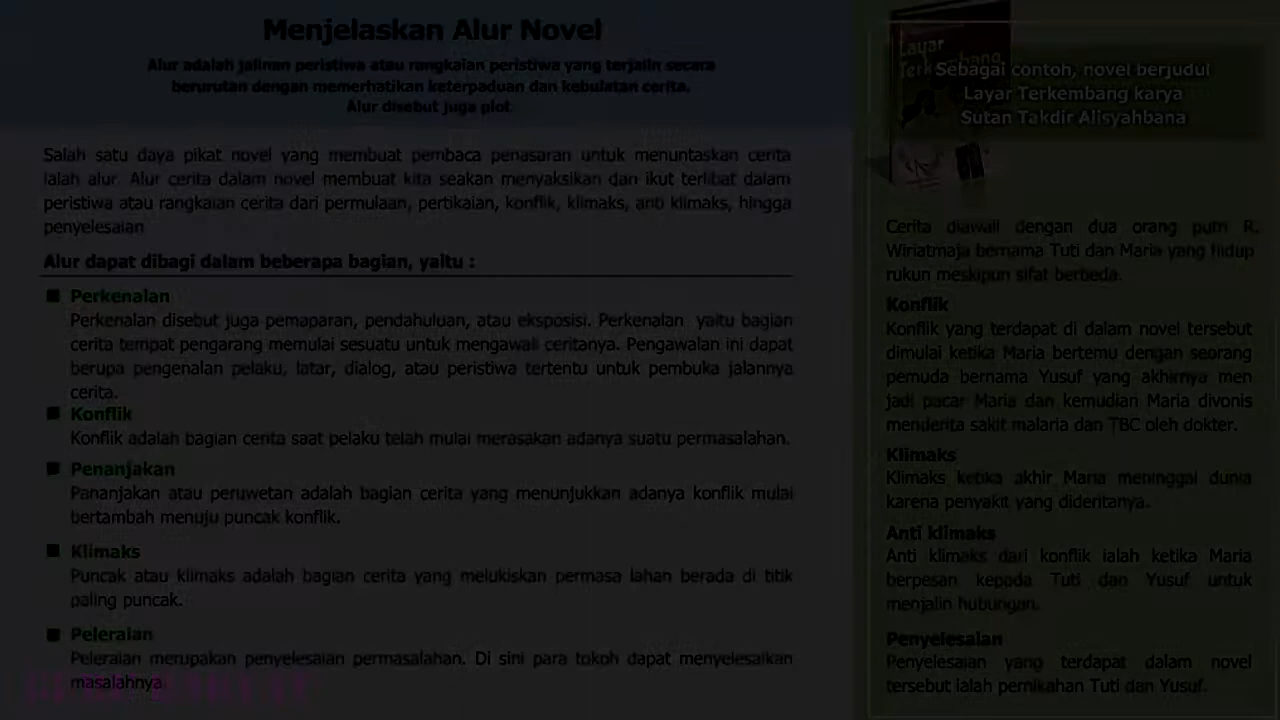 Menjelaskan Alur Novel
Alur adalah jalinan peristiwa atau rangkaian peristiwa yang terjalin secara
berurutan dengan memerhatikan keterpaduan dan kebulatan cerita.
Alur disebut juga plot
Salah satu daya pikat novel yang membuat pembaca penasaran untuk menuntaskan cerita
ialah alur. Alur cerita dalam novel membuat kita seakan menyaksikan dan ikut terlibat dalam
peristiwa atau rangkaian cerita dari permulaan, pertikaian, konflik, klimaks, anti klimaks, hingga
penyelesaian
Alur dapat dibagi dalam beberapa bagian, yaitu :
Perkenalan
Perkenalan disebut juga pemaparan, pendahuluan, atau eksposisi. Perkenalan yaitu bagian
cerita tempat pengarang memulai sesuatu untuk mengawali ceritanya. Pengawalan ini dapat
berupa pengenalan pelaku, latar, dialog, atau peristiwa tertentu untuk pembuka jalannya
cerita.
Konflik
Konflik adalah bagian cerita saat pelaku telah mulai merasakan adanya suatu permasalahan.
Penanjakan
Pananjakan atau peruwetan adalah bagian cerita yang menunjukkan adanya konflik mulai
bertambah menuju puncak konflik.
Klimaks
Puncak atau klimaks adalah bagian cerita yang melukiskan permasa lahan berada di titik
paling puncak.
Peleraian
Peleraian merupakan penyelesaian permasalahan. Di sini para tokoh dapat menyelesaikan
masalahnya
Layar
Sebagai contoh, novel berjudul
Layar Terkembang karya
Sutan Takdir Alisyahbana
Cerita diawali dengan dua orang putri R.
Wiriatmaja bernama Tuti dan Maria yang hidup
rukun meskipun sifat berbeda.
Konflik
Konflik yang terdapat di dalam novel tersebut
dimulai ketika Maria bertemu dengan seorang
pemuda bernama Yusuf yang akhirnya men
jadi pacar Maria dan kemudian Maria divonis
menderita sakit malaria dan TBC oleh dokter.
Klimaks
Klimaks ketika akhir Maria meninggal dunia
karena penyakit yang dideritanya.
Anti klimaks
Anti klimaks dari konflik ialah ketika Maria
berpesan kepada Tuti dan Yusuf untuk
menjalin hubungan.
Penyelesaian
Penyelesaian yang terdapat dalam novel
tersebut ialah pernikahan Tuti dan Yusuf.